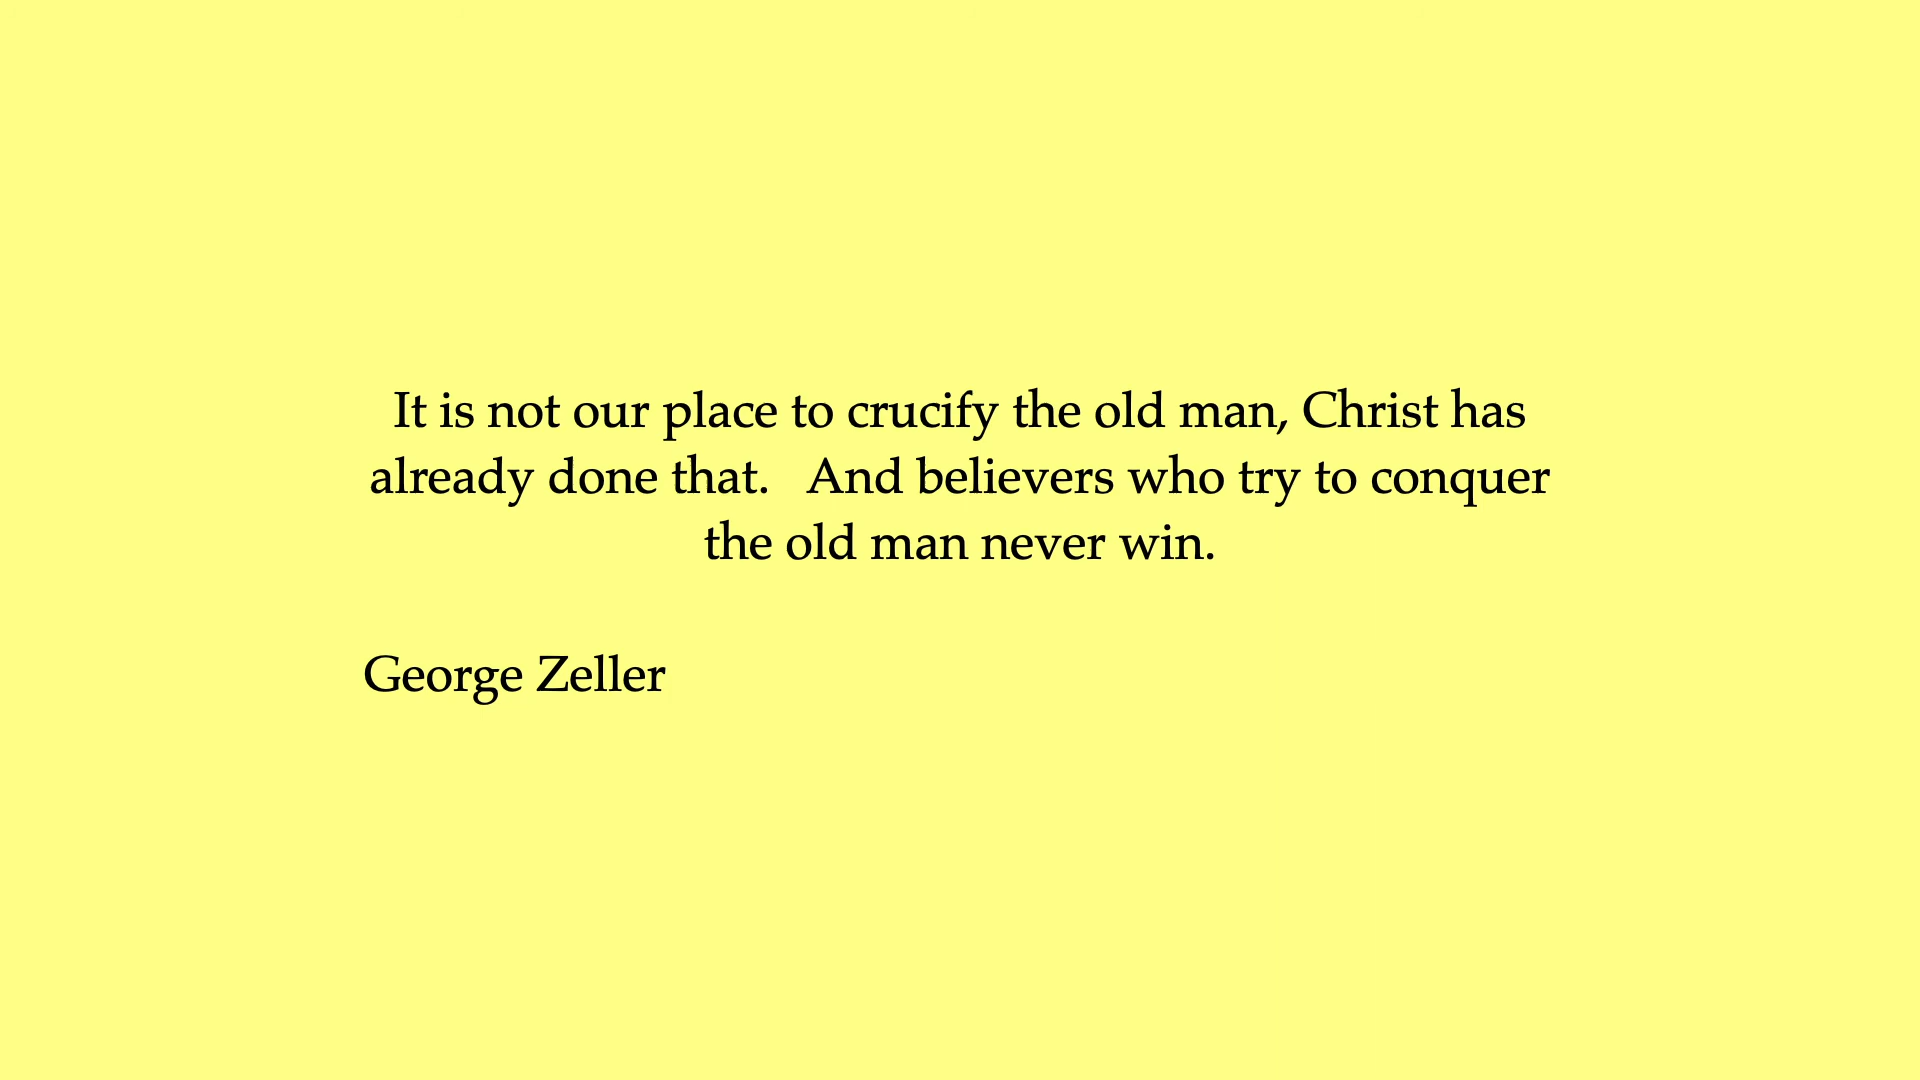 It is not our place to crucify the old man, Christ has
already done that.   And believers who try to conquer
the old man never win.
George Zeller